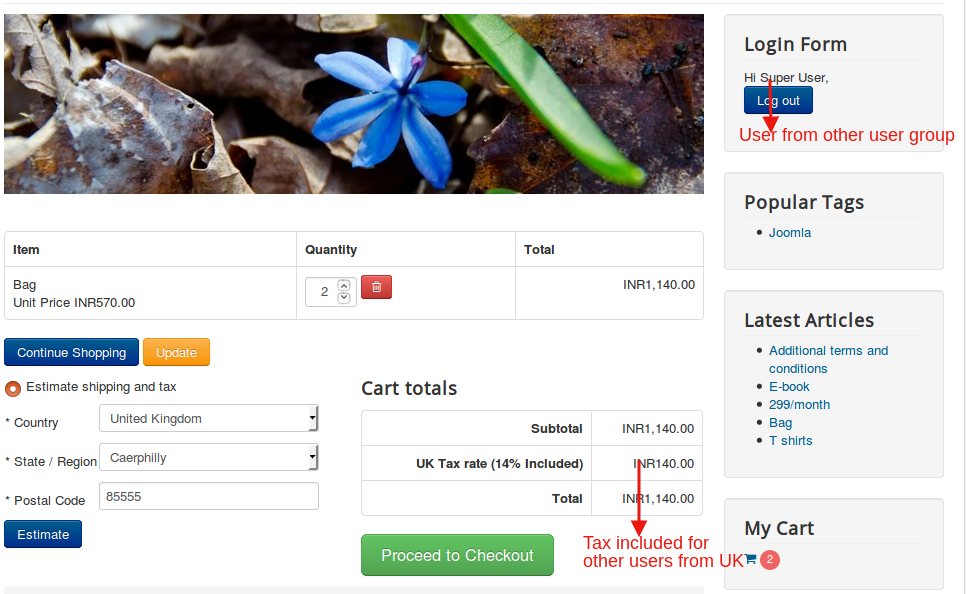 Item Quantity Total
Bag
Unit Price INR570.00
2
INR1,140.00
Continue Shopping Update
Estimate shipping and tax
* Country United Kingdom
* State / Region Caerphilly
* Postal Code 85555
Estimate
Cart totals
Subtotal INR1,140.00
UK Tax rate (14% Included) INR140.00
Total INR1,140.00
Proceed to Checkout
Tax included for
other users from UK
Login Form
Hi Super User,
Log out
User from other user group
Popular Tags
Joomla
Latest Articles
Additional terms and
conditions
E-book
299/month
Bag
T shirts
My Cart
2